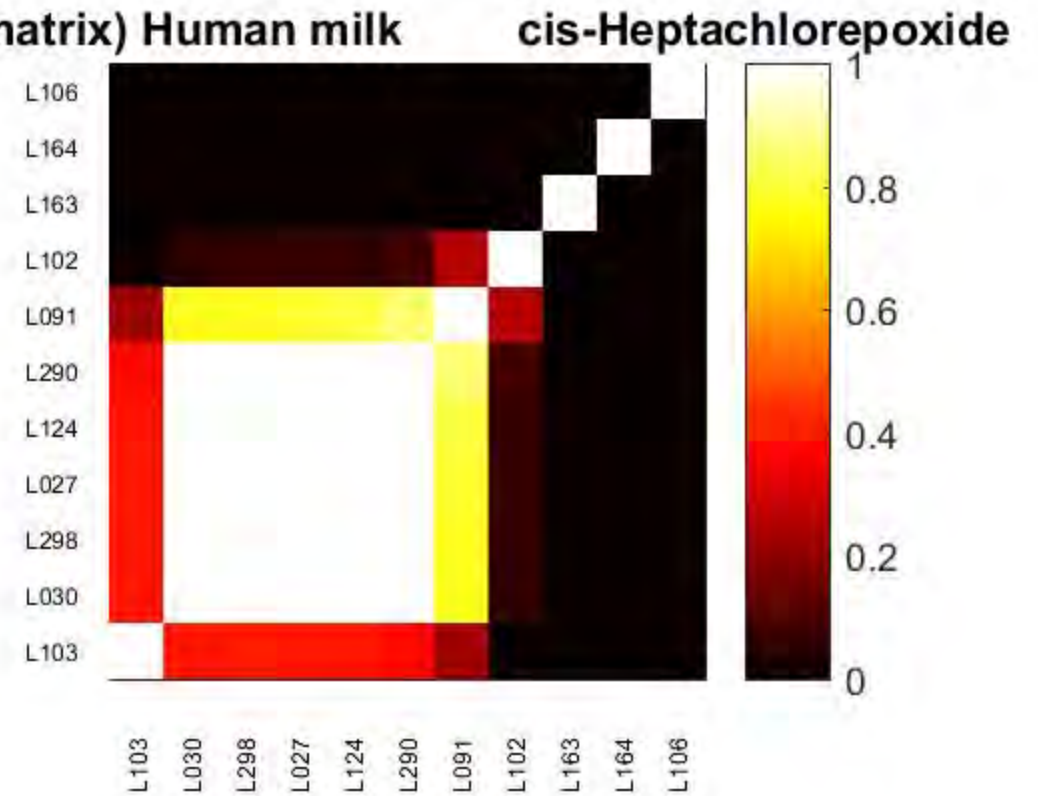 matrix) Human milk cis-Heptachlorepoxide
L106
L164
L163
L102
L091
L290
L124
L027
L298
L030
L103
L103 L030 L298 L027 L124 L290 L091 L102 L163 L164 L106
1
0.8
0.6
0.4
0.2
0